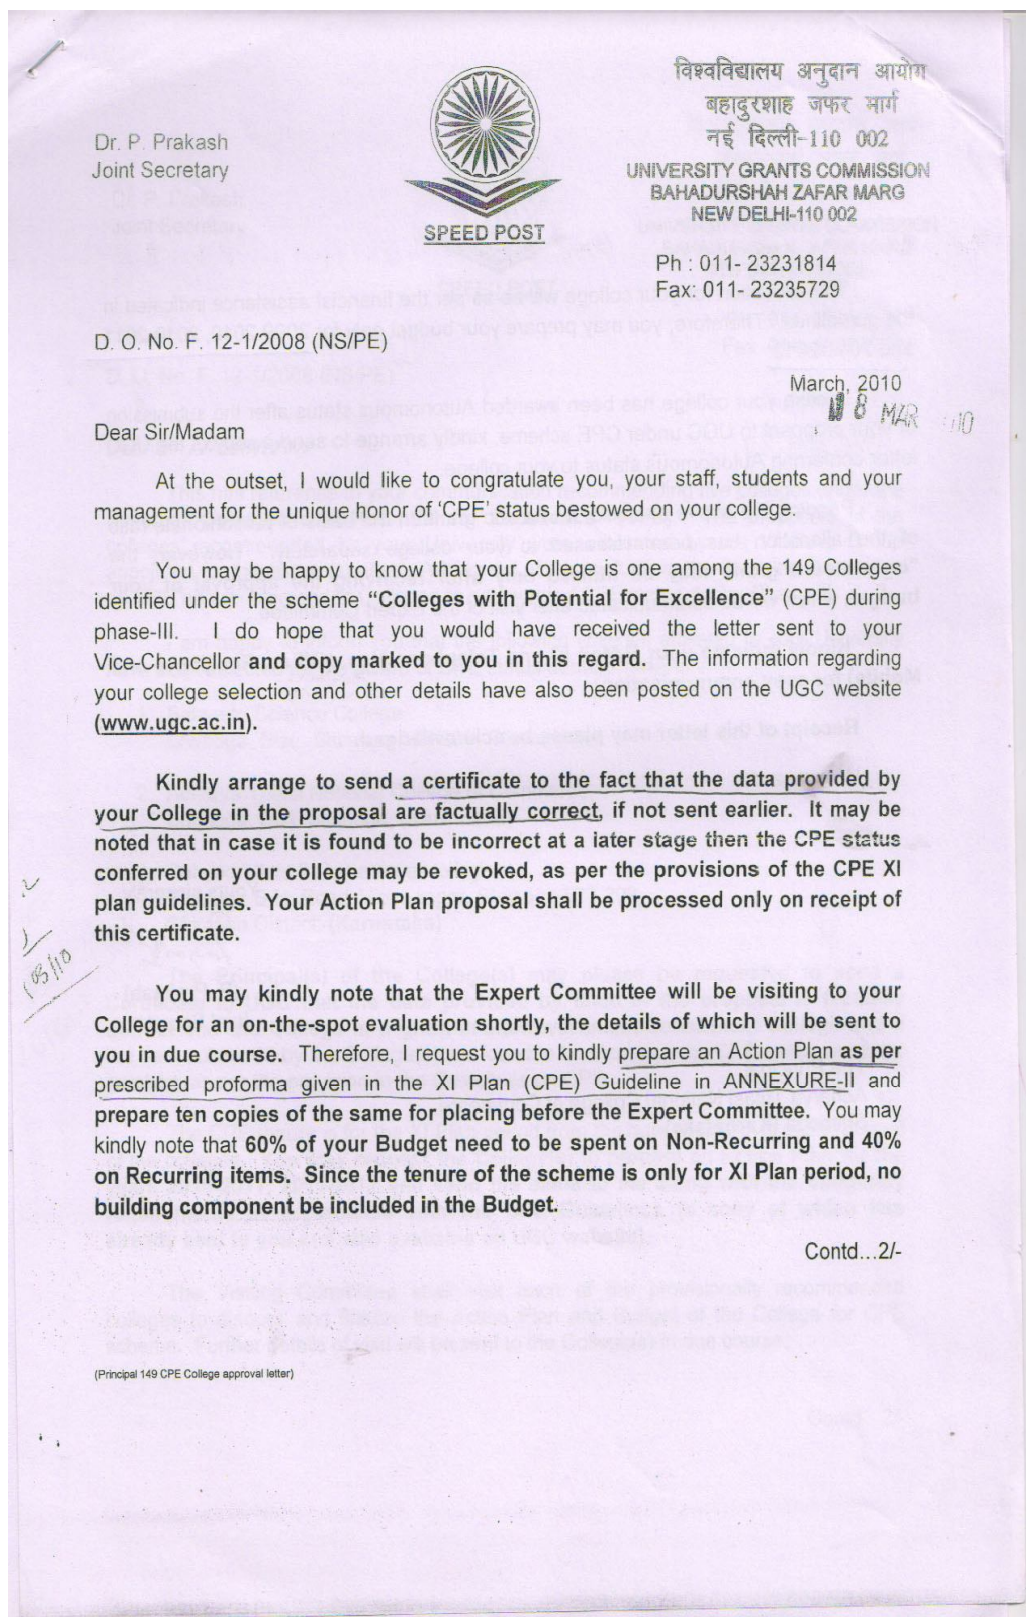 विश्वविद्यालय अनुदान आयोग
बहादुरशाह जफर मार्ग
नई दिल्ली-110 002
UNIVERSITY GRANTS COMMISSION
BAHADURSHAH ZAFAR MARG
NEW DELHI-110 002
Dr. P. Prakash
Joint Secretary
SPEED POST
Ph : 011- 23231814
Fax: 011- 23235729
D. O. No. F. 12-1/2008 (NS/PE)
March, 2010
18 MAR
Dear Sir/Madam
At the outset, I would like to congratulate you, your staff, students and your
management for the unique honor of ‘CPE’ status bestowed on your college.
You may be happy to know that your College is one among the 149 Colleges
identified under the scheme “Colleges with Potential for Excellence” (CPE) during
phase-III. I do hope that you would have received the letter sent to your
Vice-Chancellor and copy marked to you in this regard. The information regarding
your college selection and other details have also been posted on the UGC website
(www.ugc.ac.in).
Kindly arrange to send a certificate to the fact that the data provided by
your College in the proposal are factually correct, if not sent earlier. It may be
noted that in case it is found to be incorrect at a later stage then the CPE status
conferred on your college may be revoked, as per the provisions of the CPE XI
plan guidelines. Your Action Plan proposal shall be processed only on receipt of
this certificate.
You may kindly note that the Expert Committee will be visiting to your
College for an on-the-spot evaluation shortly, the details of which will be sent to
you in due course. Therefore, I request you to kindly prepare an Action Plan as per
prescribed proforma given in the XI Plan (CPE) Guideline in ANNEXURE-II and
prepare ten copies of the same for placing before the Expert Committee. You may
kindly note that 60% of your Budget need to be spent on Non-Recurring and 40%
on Recurring items. Since the tenure of the scheme is only for XI Plan period, no
building component be included in the Budget.
Contd...2/-
(Principal 149 CPE College approval letter)